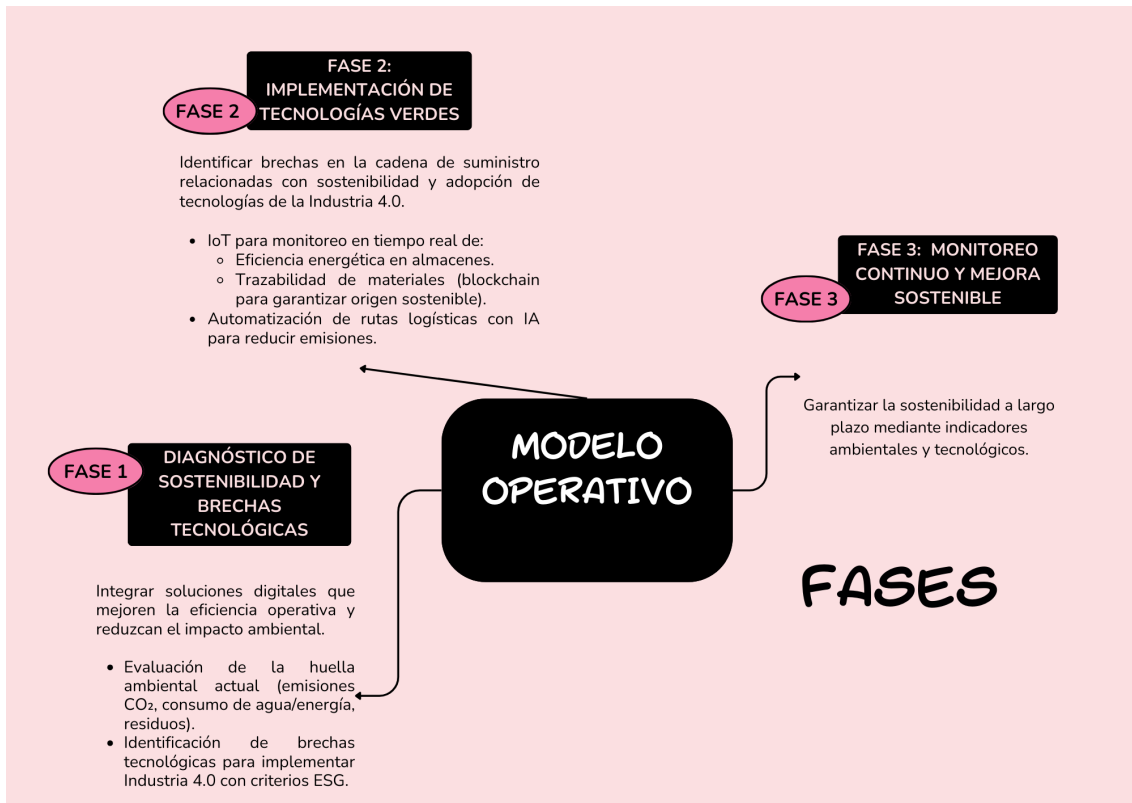 FASE 2:
IMPLEMENTACIÓN DE
TECNOLOGÍAS VERDES
FASE 2
Identificar brechas en la cadena de suministro
relacionadas con sostenibilidad y adopción de
tecnologías de la Industria 4.0.
• IoT para monitoreo en tiempo real de:
◦ Eficiencia energética en almacenes.
◦ Trazabilidad de materiales (blockchain
para garantizar origen sostenible).
• Automatización de rutas logísticas con IA
para reducir emisiones.
FASE 3: MONITOREO
CONTINUO Y MEJORA
SOSTENIBLE
FASE 3
Garantizar la sostenibilidad a largo
plazo mediante indicadores
ambientales y tecnológicos.
MODELO
OPERATIVO
FASE 1
DIAGNÓSTICO DE
SOSTENIBILIDAD Y
BRECHAS
TECNOLÓGICAS
Integrar soluciones digitales que
mejoren la eficiencia operativa y
reduzcan el impacto ambiental.
• Evaluación de la huella
ambiental actual (emisiones
CO₂, consumo de agua/energía,
residuos).
• Identificación de brechas
tecnológicas para implementar
Industria 4.0 con criterios ESG.
FASES